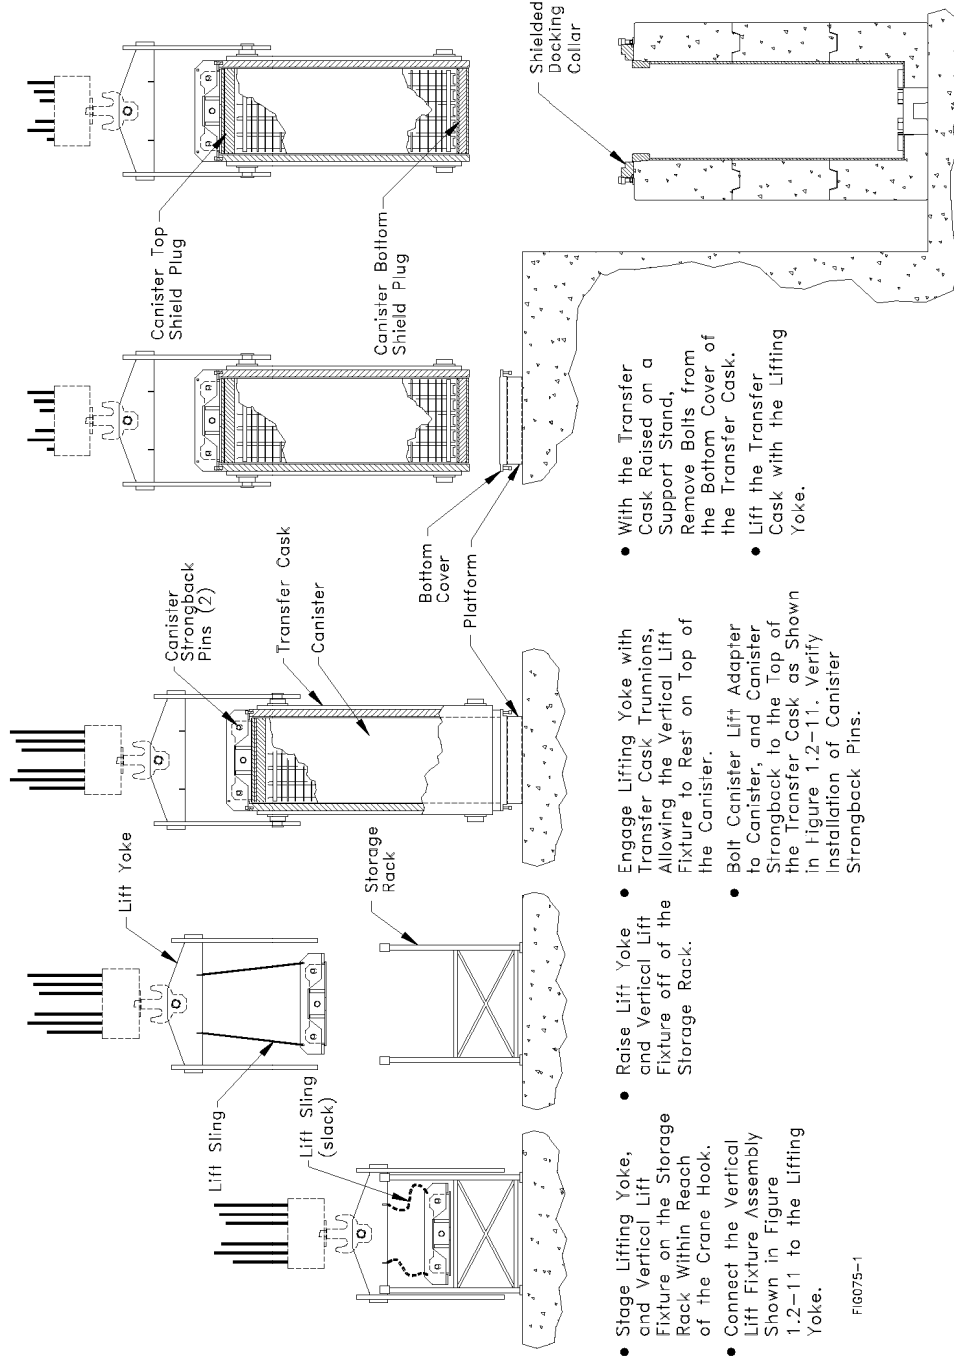 Lift Sling
Lift Sling
(slack)
Lift Yoke
Storage
Rack
Canister
Strongback
Pins (2)
Transfer Cask
Canister
Bottom
Cover
Platform
Canister Top
Shield Plug
Canister Bottom
Shield Plug
Shielded
Docking
Collar
● Stage Lifting Yoke,
and Vertical Lift
Fixture on the Storage
Rack Within Reach
of the Crane Hook.
● Connect the Vertical
Lift Fixture Assembly
Shown in Figure
1.2–11 to the Lifting
Yoke.
● Raise Lift Yoke
and Vertical Lift
Fixture off of the
Storage Rack.
● Engage Lifting Yoke with
Transfer Cask Trunnions,
Allowing the Vertical Lift
Fixture to Rest on Top of
the Canister.
● Bolt Canister Lift Adapter
to Canister, and Canister
Strongback to the Top of
the Transfer Cask as Shown
in Figure 1.2–11. Verify
Installation of Canister
Strongback Pins.
● With the Transfer
Cask Raised on a
Support Stand,
Remove Bolts from
the Bottom Cover of
the Transfer Cask.
● Lift the Transfer
Cask with the Lifting
Yoke.
FIG075–1